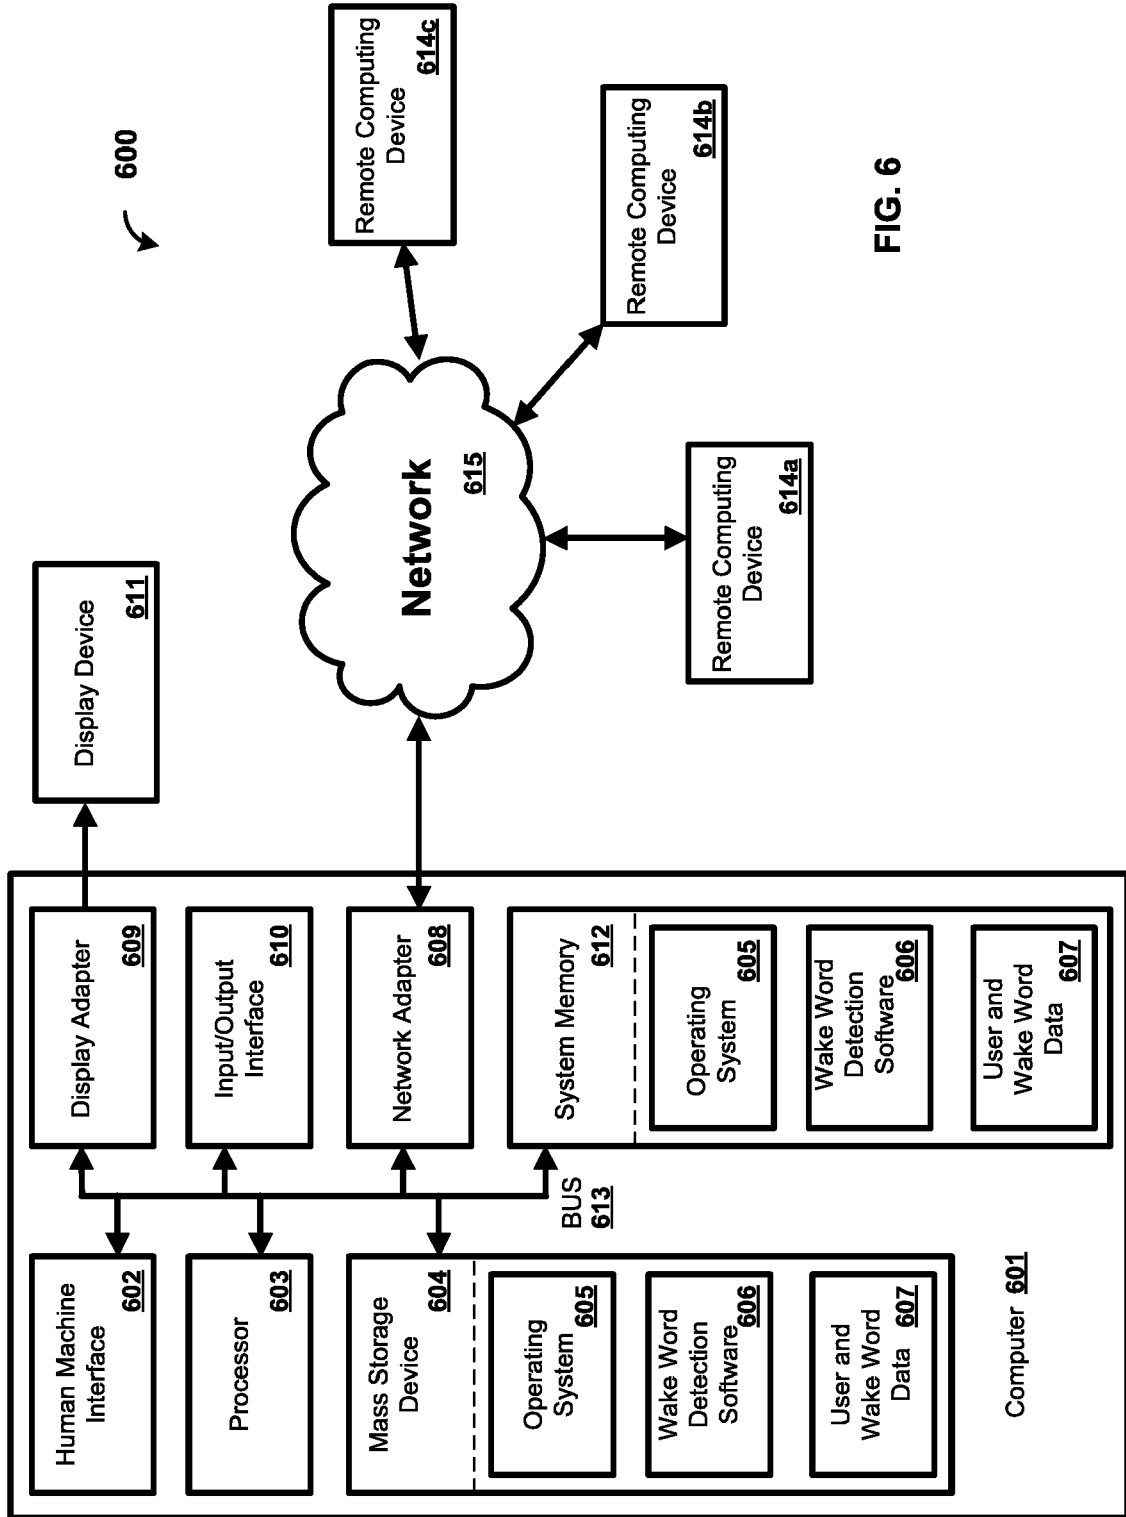 600
Human Machine
Interface
602
Processor
603
Mass Storage
Device
604
Operating
System
605
Wake Word
Detection
Software
606
User and
Wake Word
Data
607
Computer 601
BUS
613
Display Adapter
609
Input/Output
Interface
610
Network Adapter
608
System Memory
612
Operating
System
605
Wake Word
Detection
Software
606
User and
Wake Word
Data
607
Display Device
611
Network
615
Remote Computing
Device
614a
Remote Computing
Device
614b
Remote Computing
Device
614c
FIG. 6